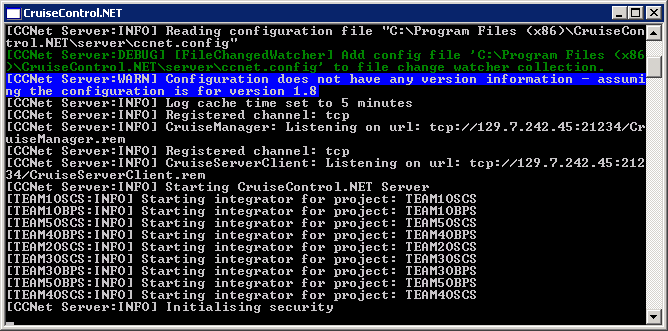 CruiseControl.NET
[CCNet Server:INFO] Reading configuration file "C:\Program Files (x86)\CruiseCon
trol.NET\server\ccnet.config"
[CCNet Server:DEBUG] [FileChangedWatcher] Add config file 'C:\Program Files (x86
)\CruiseControl.NET\server\ccnet.config' to file change watcher collection.
[CCNet Server:WARN] Configuration does not have any version information - assumi
ng the configuration is for version 1.8
[CCNet Server:INFO] Log cache time set to 5 minutes
[CCNet Server:INFO] Registered channel: tcp
[CCNet Server:INFO] CruiseManager: Listening on url: tcp://129.7.242.45:21234/Cr
uiseManager.rem
[CCNet Server:INFO] Registered channel: tcp
[CCNet Server:INFO] CruiseServerClient: Listening on url: tcp://129.7.242.45:212
34/CruiseServerClient.rem
[CCNet Server:INFO] Starting CruiseControl.NET Server
[TEAM1OSCS:INFO] Starting integrator for project: TEAM1OSCS
[TEAM1OBPS:INFO] Starting integrator for project: TEAM1OBPS
[TEAM5OSCS:INFO] Starting integrator for project: TEAM5OSCS
[TEAM4OBPS:INFO] Starting integrator for project: TEAM4OBPS
[TEAM2OSCS:INFO] Starting integrator for project: TEAM2OSCS
[TEAM3OSCS:INFO] Starting integrator for project: TEAM3OSCS
[TEAM3OBPS:INFO] Starting integrator for project: TEAM3OBPS
[TEAM5OBPS:INFO] Starting integrator for project: TEAM5OBPS
[TEAM4OSCS:INFO] Starting integrator for project: TEAM4OSCS
[CCNet Server:INFO] Initialising security